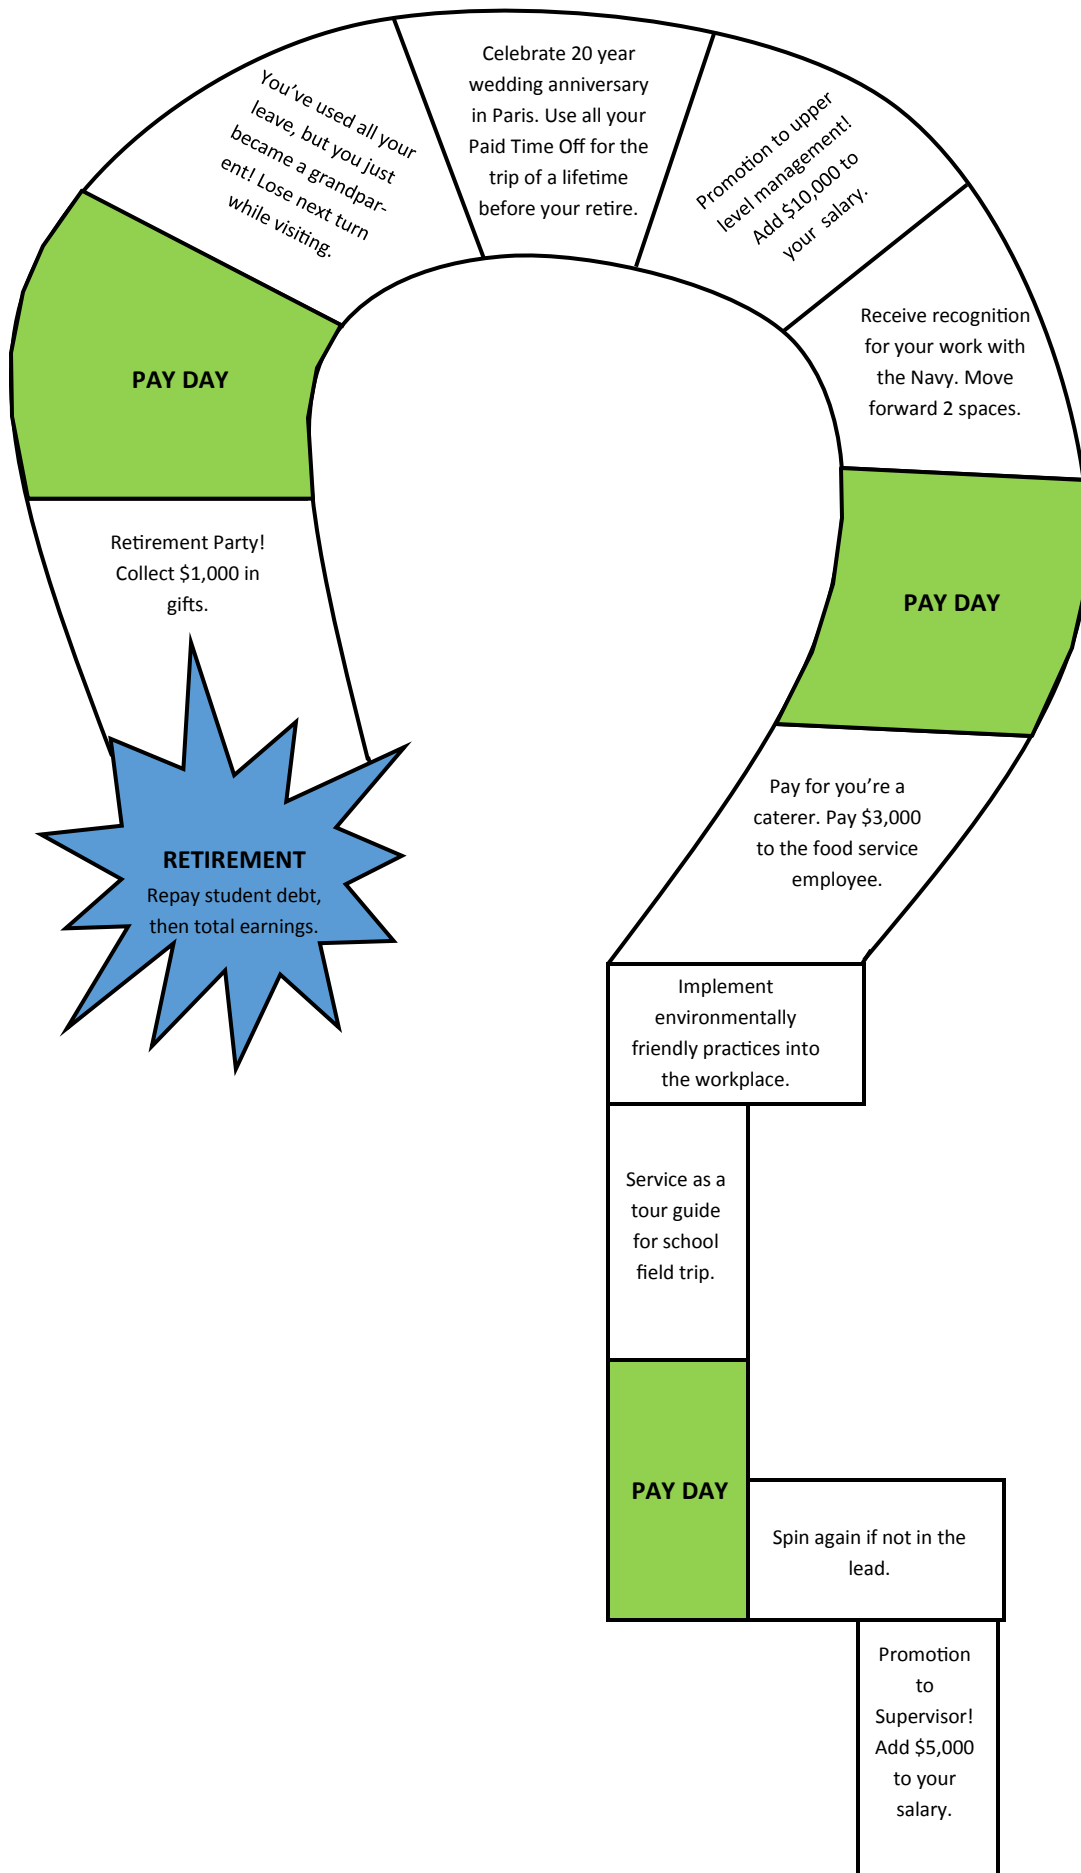 You've used all your
leave, but you just
became a grandpar-
ent! Lose next turn
while visiting.
Celebrate 20 year
wedding anniversary
in Paris. Use all your
Paid Time Off for the
trip of a lifetime
before your retire.
Promotion to upper
level management!
Add $10,000 to
your salary.
Receive recognition
for your work with
the Navy. Move
forward 2 spaces.
PAY DAY
PAY DAY
Retirement Party!
Collect $1,000 in
gifts.
Pay for you're a
caterer. Pay $3,000
to the food service
employee.
RETIREMENT
Repay student debt,
then total earnings.
Implement
environmentally
friendly practices into
the workplace.
Service as a
tour guide
for school
field trip.
PAY DAY
Spin again if not in the
lead.
Promotion
to
Supervisor!
Add $5,000
to your
salary.